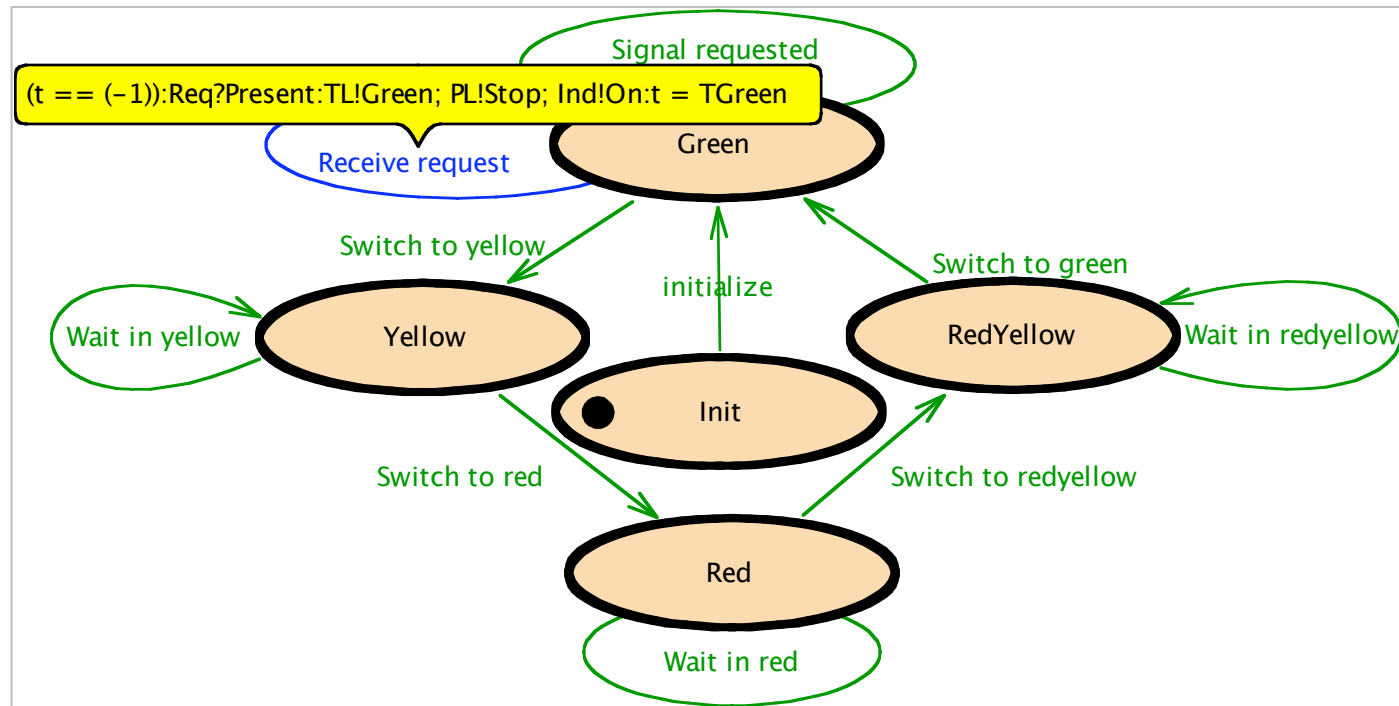 Signal requested
(t == (-1)):Req?Present:TL!Green; PL!Stop; Ind!On:t = TGreen
Green
Receive request
Switch to yellow
Switch to green
initialize
Wait in yellow
Yellow
RedYellow
Wait in redyellow
Init
Switch to red
Switch to redyellow
Red
Wait in red